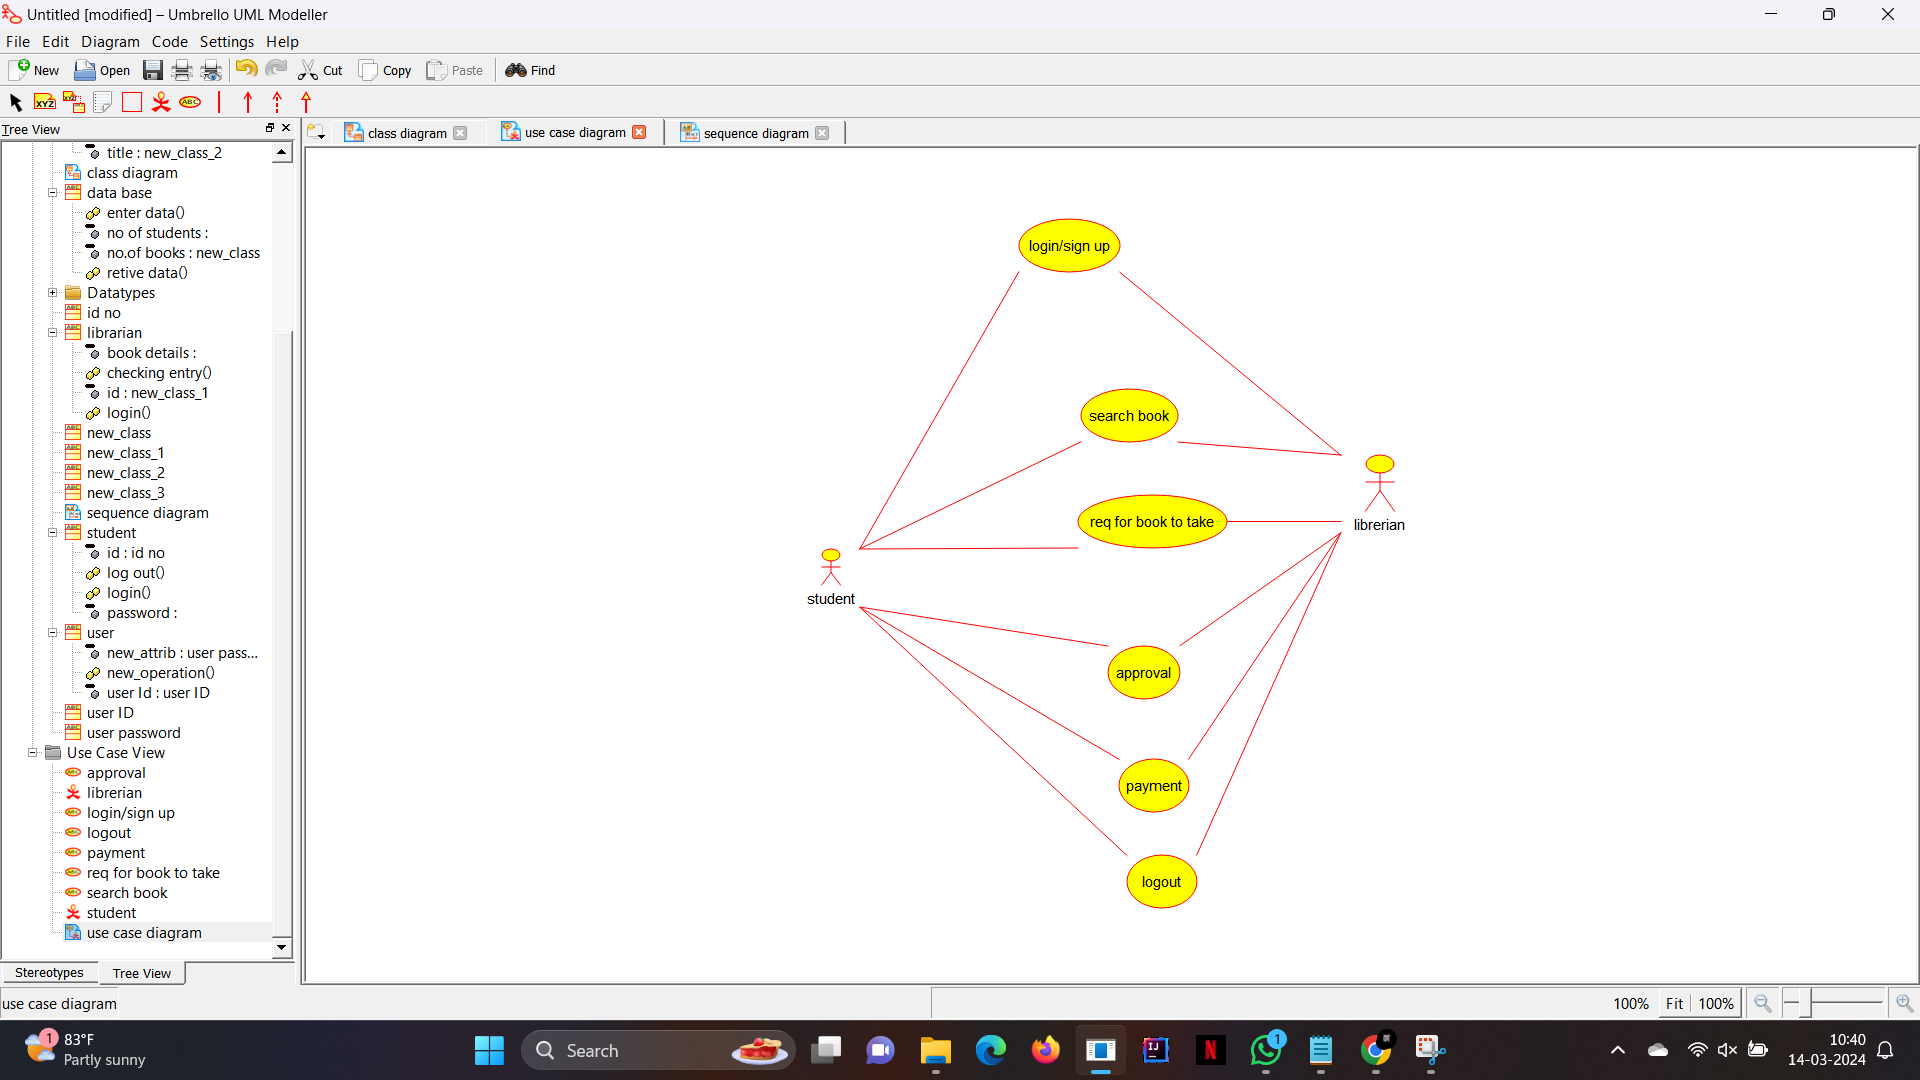 Untitled [modified] – Umbrello UML Modeller
File Edit Diagram Code Settings Help
New Open Cut Copy Paste Find
XYZ XYZ ABC
Tree View
class diagram use case diagram sequence diagram
title : new_class_2
class diagram
data base
enter data()
no of students :
no.of books : new_class
retive data()
Datatypes
id no
librarian
book details :
checking entry()
id : new_class_1
login()
new_class
new_class_1
new_class_2
new_class_3
sequence diagram
student
id : id no
log out()
login()
password :
user
new_attrib : user pass...
new_operation()
user Id : user ID
user ID
user password
Use Case View
approval
librerian
login/sign up
logout
payment
req for book to take
search book
student
use case diagram
Stereotypes Tree View
login/sign up
search book
req for book to take
librerian
student
approval
payment
logout
use case diagram
100% Fit 100%
1
83°F
Partly sunny
Search
IJ
N
1
10:40
14-03-2024